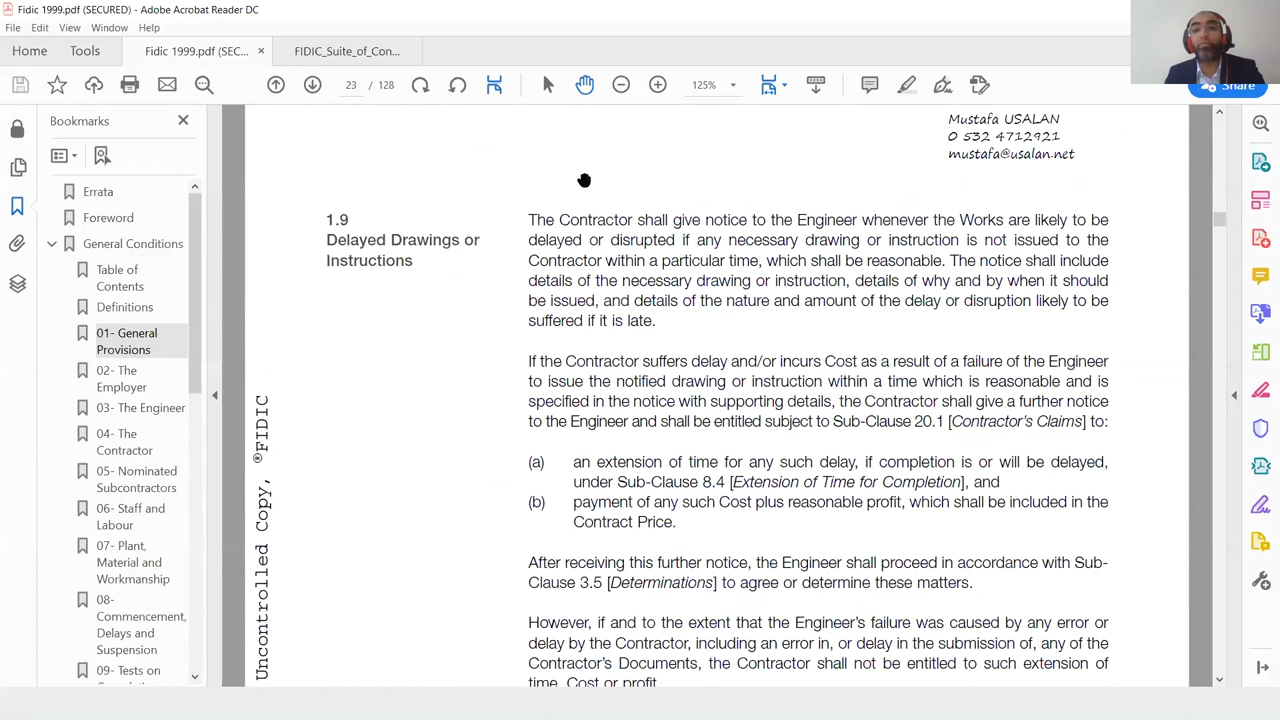 Fidic 1999.pdf (SECURED) - Adobe Acrobat Reader DC
File Edit View Window Help
Home Tools Fidic 1999.pdf (SEC... × FIDIC_Suite_of_Con...
23 / 128 125% Share
Bookmarks
Errata
Foreword
General Conditions
Table of
Contents
Definitions
01- General
Provisions
02- The
Employer
03- The Engineer
04- The
Contractor
05- Nominated
Subcontractors
06- Staff and
Labour
07- Plant,
Material and
Workmanship
08-
Commencement,
Delays and
Suspension
09- Tests on
Uncontrolled Copy, ®FIDIC
Mustafa USALAN
0 532 4712921
mustafa@usalan.net
1.9
Delayed Drawings or
Instructions
The Contractor shall give notice to the Engineer whenever the Works are likely to be
delayed or disrupted if any necessary drawing or instruction is not issued to the
Contractor within a particular time, which shall be reasonable. The notice shall include
details of the necessary drawing or instruction, details of why and by when it should
be issued, and details of the nature and amount of the delay or disruption likely to be
suffered if it is late.
If the Contractor suffers delay and/or incurs Cost as a result of a failure of the Engineer
to issue the notified drawing or instruction within a time which is reasonable and is
specified in the notice with supporting details, the Contractor shall give a further notice
to the Engineer and shall be entitled subject to Sub-Clause 20.1 [Contractor's Claims] to:
(a) an extension of time for any such delay, if completion is or will be delayed,
under Sub-Clause 8.4 [Extension of Time for Completion], and
(b) payment of any such Cost plus reasonable profit, which shall be included in the
Contract Price.
After receiving this further notice, the Engineer shall proceed in accordance with Sub-
Clause 3.5 [Determinations] to agree or determine these matters.
However, if and to the extent that the Engineer's failure was caused by any error or
delay by the Contractor, including an error in, or delay in the submission of, any of the
Contractor's Documents, the Contractor shall not be entitled to such extension of
time, Cost or profit.